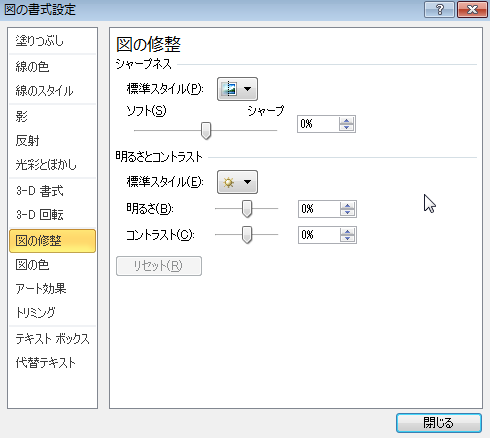 図の書式設定
塗りつぶし
線の色
線のスタイル
影
反射
光彩とぼかし
3-D 書式
3-D 回転
図の修整
図の色
アート効果
トリミング
テキスト ボックス
代替テキスト
図の修整
シャープネス
標準スタイル(P):
ソフト(S) シャープ
0%
明るさとコントラスト
標準スタイル(E):
明るさ(B): 0%
コントラスト(C): 0%
リセット(R)
閉じる